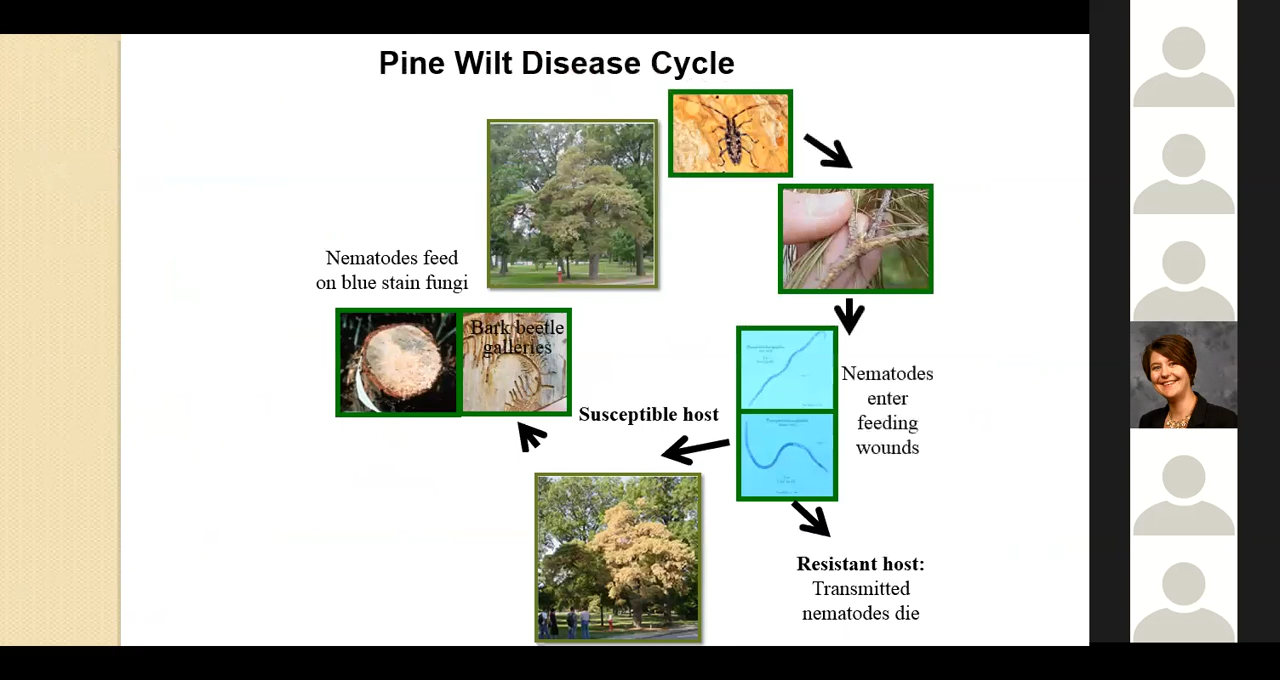 Pine Wilt Disease Cycle
Nematodes feed
on blue stain fungi
Bark beetle
galleries
Susceptible host
Nematodes
enter
feeding
wounds
Resistant host:
Transmitted
nematodes die